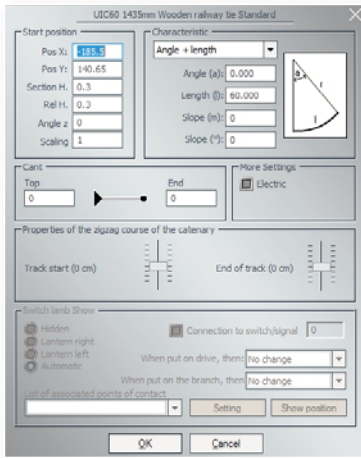 UIC60 1435mm Wooden railway tie Standard
Start position
Pos X: -185.5
Pos Y: 140.65
Section H. 0.3
Rel H. 0.3
Angle z 0
Scaling 1
Characteristic
Angle + length
Angle (a): 0.000
Length (l): 60.000
Slope (m): 0
Slope (°): 0
a r l
Cant
Top End
0 0
More Settings
Electric
Properties of the zigzag course of the catenary
Track start (0 cm) End of track (0 cm)
Switch lamb Show
Hidden
Lantern right
Lantern left
Automatic
Connection to switch/signal 0
When put on drive, then: No change
When put on the branch, then No change
List of associated points of contact
Setting Show position
OK Cancel